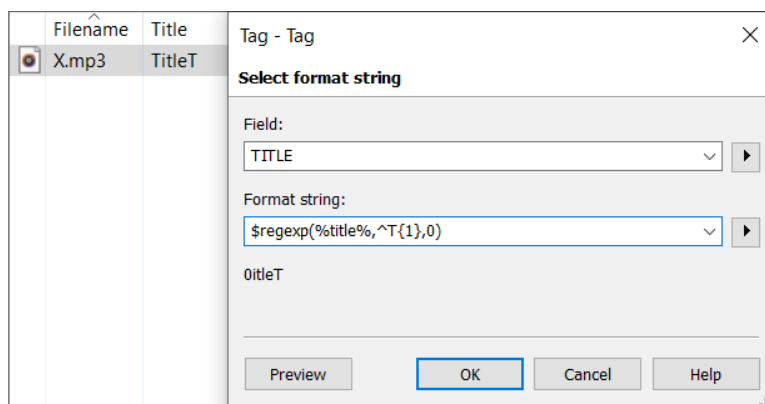 Filename Title
X.mp3 TitleT
Tag - Tag
Select format string
Field:
TITLE
Format string:
$regexp(%title%,^T{1},0)
0itleT
Preview OK Cancel Help